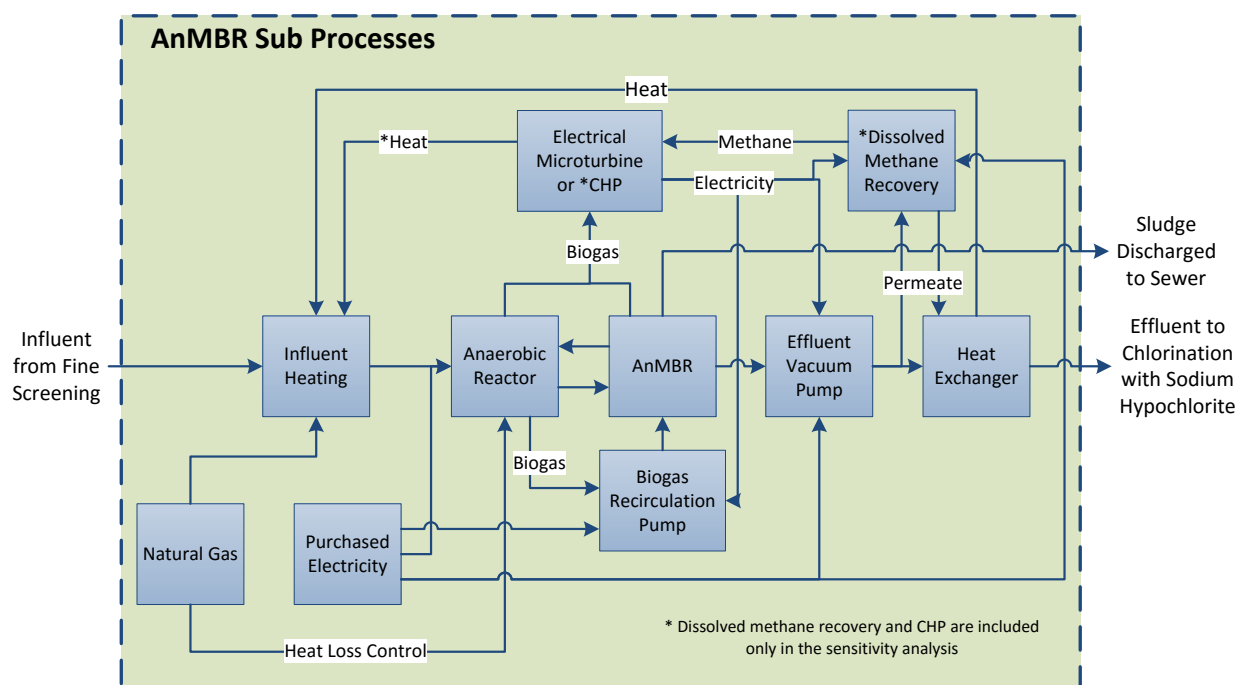 AnMBR Sub Processes
Heat
*Heat
Electrical
Microturbine
or *CHP
Methane
*Dissolved
Methane
Recovery
Electricity
Biogas
Permeate
Sludge
Discharged
to Sewer
Influent
from Fine
Screening
Influent
Heating
Anaerobic
Reactor
AnMBR
Effluent
Vacuum
Pump
Heat
Exchanger
Effluent to
Chlorination
with Sodium
Hypochlorite
Biogas
Biogas
Recirculation
Pump
Natural Gas
Purchased
Electricity
Heat Loss Control
* Dissolved methane recovery and CHP are included
only in the sensitivity analysis